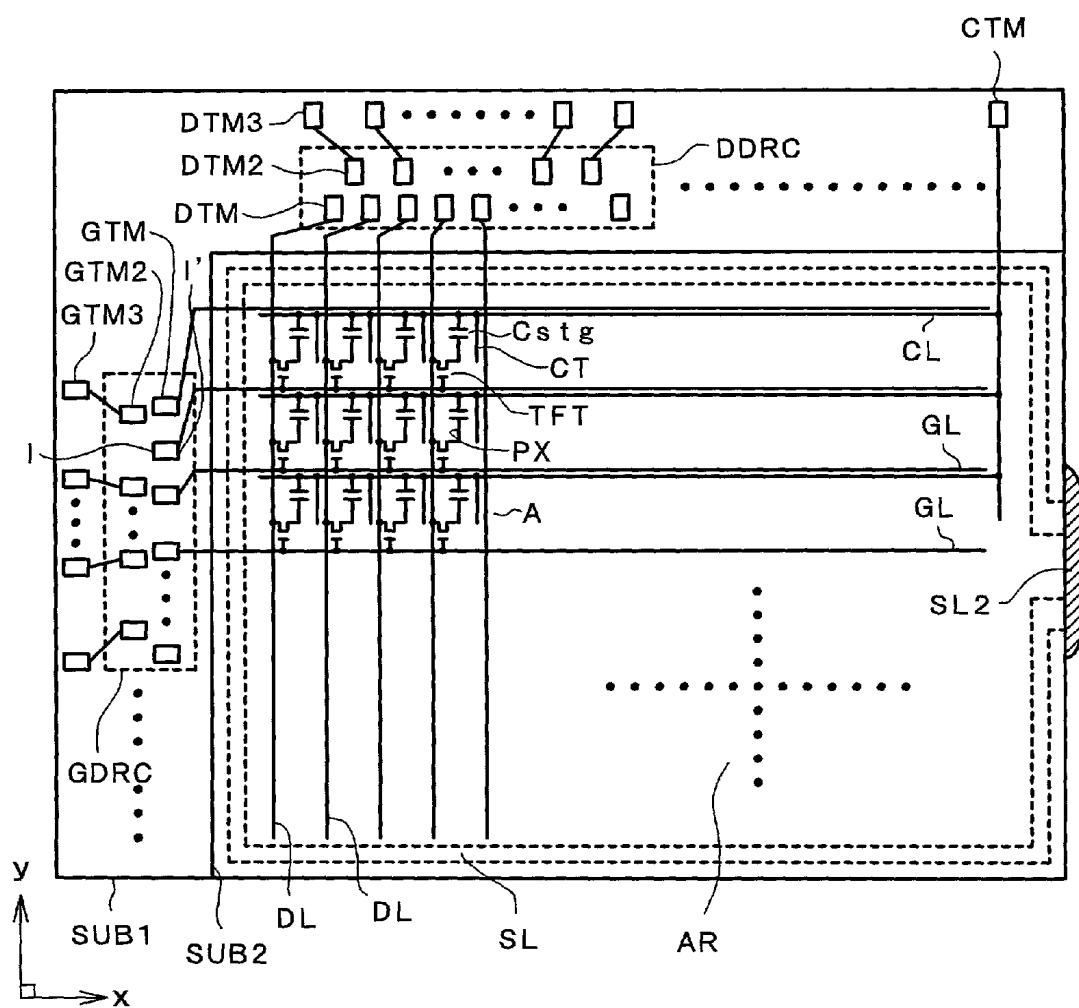 CTM
DTM3
DTM2
DDRC
DTM
GTM
GTM2
I'
GTM3
Cstg
CT
CL
TFT
PX
GL
I
A
GL
SL2
GDRC
y
SUB1
SUB2
DL
DL
SL
AR
x